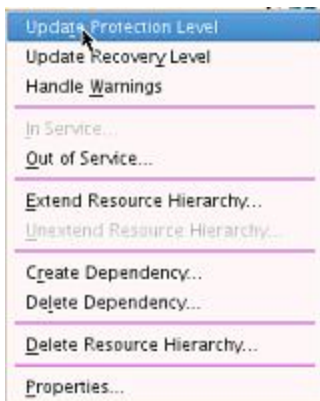 Update Protection Level
Update Recovery Level
Handle Warnings
In Service...
Out of Service...
Extend Resource Hierarchy...
Unextend Resource Hierarchy...
Create Dependency...
Delete Dependency...
Delete Resource Hierarchy...
Properties...